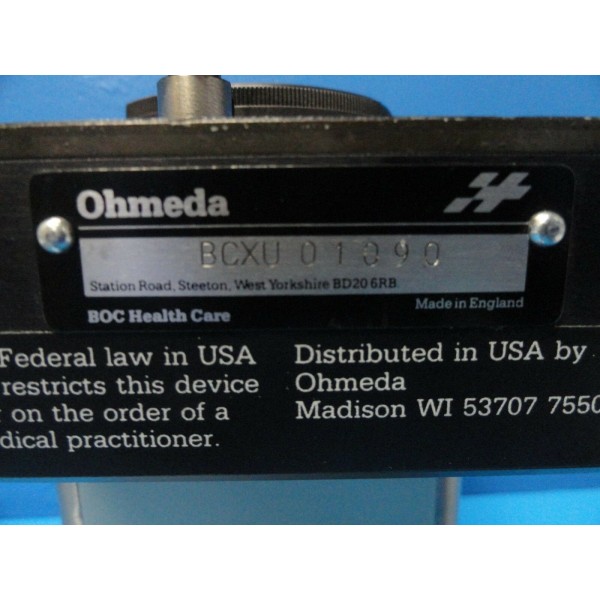 Ohmeda
BCXU 01090
Station Road, Steeton, West Yorkshire BD20 6RB
Made in England
BOC Health Care
Federal law in USA
restricts this device
on the order of a
dical practitioner.
Distributed in USA by
Ohmeda
Madison WI 53707 7550